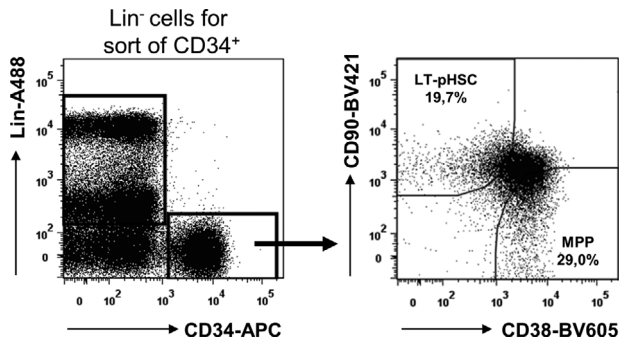 Lin⁻ cells for
sort of CD34⁺
Lin-A488
10⁵
10⁴
10³
10²
0
0
10²
10³
10⁴
10⁵
CD34-APC
CD90-BV421
10⁵
10⁴
10³
10²
0
LT-pHSC
19,7%
MPP
29,0%
0
10²
10³
10⁴
10⁵
CD38-BV605